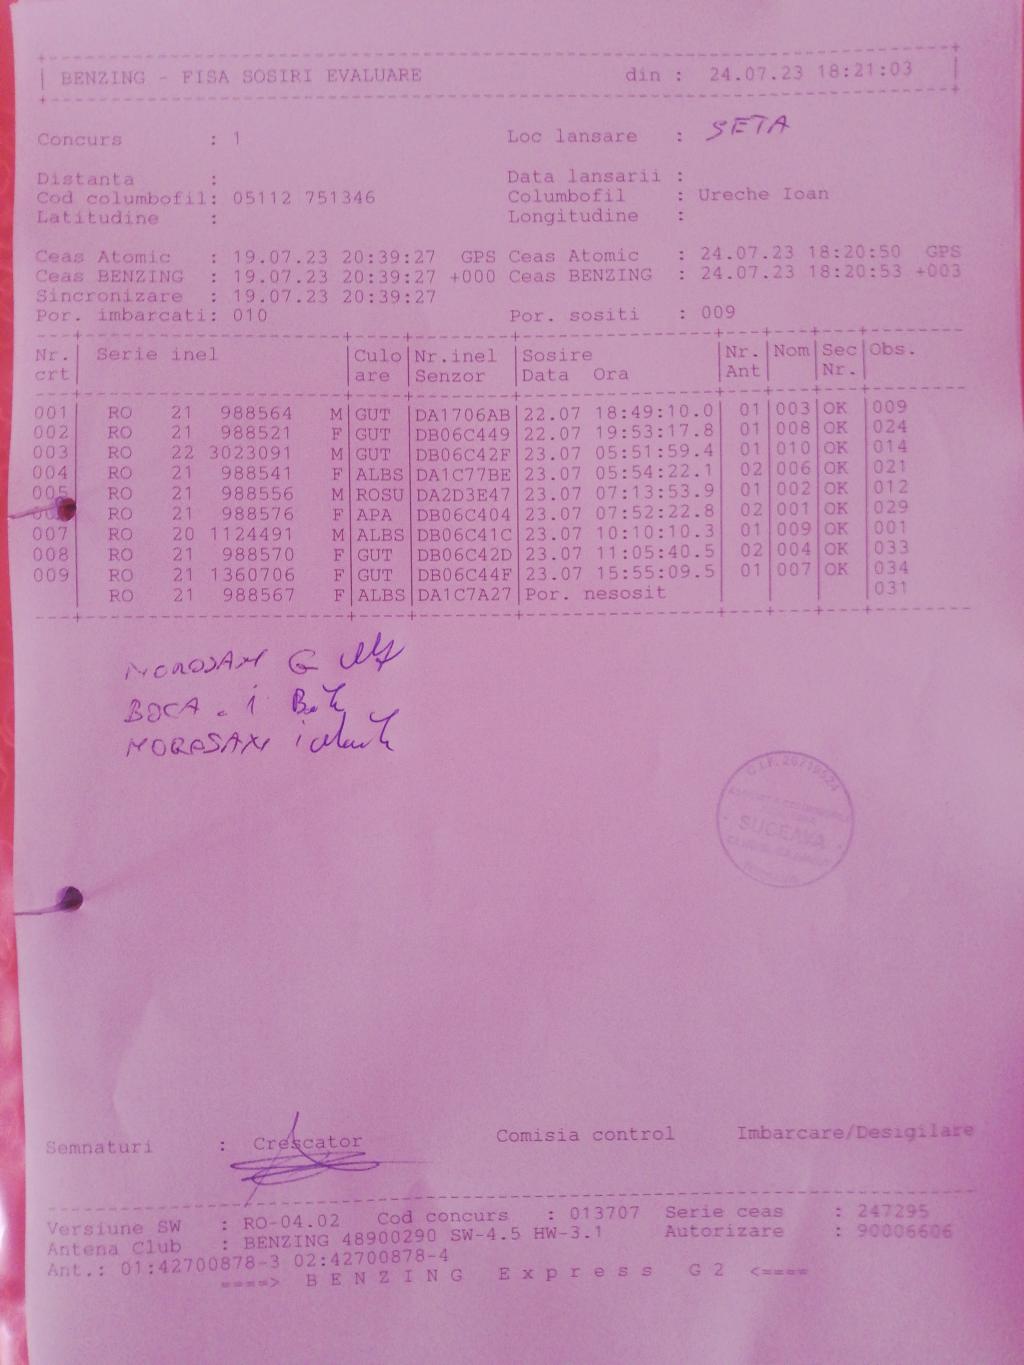 BENZING - FISA SOSIRI EVALUARE din : 24.07.23 18:21:03
Concurs : 1 Loc lansare : SETA
Distanta : Data lansarii :
Cod columbofil: 05112 751346 Columbofil : Ureche Ioan
Latitudine : Longitudine :
Ceas Atomic : 19.07.23 20:39:27 GPS Ceas Atomic : 24.07.23 18:20:50 GPS
Ceas BENZING : 19.07.23 20:39:27 +000 Ceas BENZING : 24.07.23 18:20:53 +003
Sincronizare : 19.07.23 20:39:27
Por. imbarcati: 010 Por. sositi : 009
Nr. Serie inel Culo Nr.inel Sosire Nr. Nom Sec Obs.
crt are Senzor Data Ora Ant Nr.
001 RO 21 988564 M GUT DA1706AB 22.07 18:49:10.0 01 003 OK 009
002 RO 21 988521 F GUT DB06C449 22.07 19:53:17.8 01 008 OK 024
003 RO 22 3023091 M GUT DB06C42F 23.07 05:51:59.4 01 010 OK 014
004 RO 21 988541 F ALBS DA1C77BE 23.07 05:54:22.1 02 006 OK 021
005 RO 21 988556 M ROSU DA2D3E47 23.07 07:13:53.9 01 002 OK 012
RO 21 988576 F APA DB06C404 23.07 07:52:22.8 02 001 OK 029
007 RO 20 1124491 M ALBS DB06C41C 23.07 10:10:10.3 01 009 OK 001
008 RO 21 988570 F GUT DB06C42D 23.07 11:05:40.5 02 004 OK 033
009 RO 21 1360706 F GUT DB06C44F 23.07 15:55:09.5 01 007 OK 034
RO 21 988567 F ALBS DA1C7A27 Por. nesosit 031
MOROSAN G
BOCA . i
MOROSAN i
C.I.F. 26719524
SUCEAVA
Semnaturi : Crescator Comisia control Imbarcare/Desigilare
Versiune SW : RO-04.02 Cod concurs : 013707 Serie ceas : 247295
Antena Club : BENZING 48900290 SW-4.5 HW-3.1 Autorizare : 90006606
Ant.: 01:42700878-3 02:42700878-4
====> B E N Z I N G E x p r e s s G 2 <====